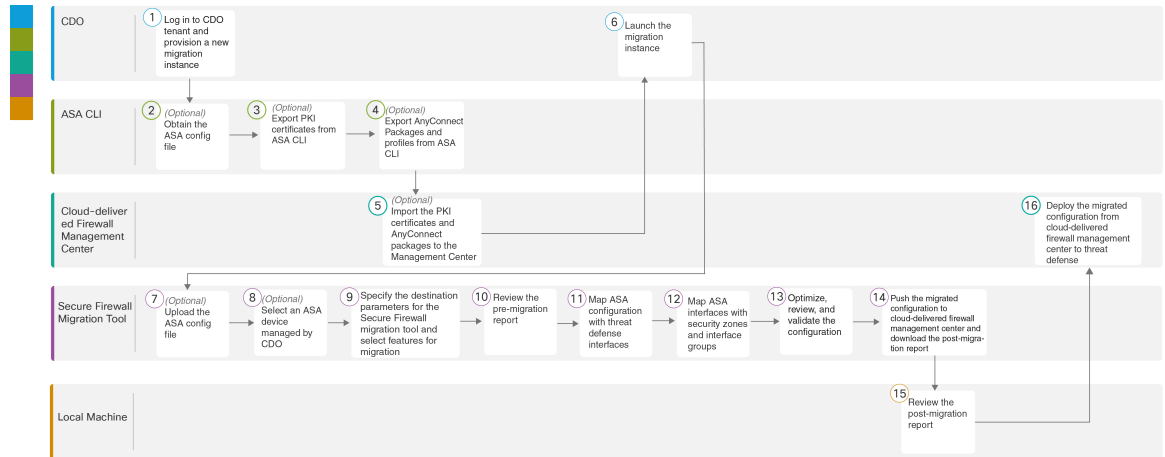 CDO
1
Log in to CDO
tenant and
provision a new
migration
instance
6
Launch the
migration
instance
ASA CLI
2
(Optional)
Obtain the
ASA config
file
3
(Optional)
Export PKI
certificates from
ASA CLI
4
(Optional)
Export AnyConnect
Packages and
profiles from ASA
CLI
Cloud-deliver
ed Firewall
Management
Center
5
(Optional)
Import the PKI
certificates and
AnyConnect
packages to the
Management Center
16
Deploy the migrated
configuration from
cloud-delivered
firewall management
center to threat
defense
Secure Firewall
Migration Tool
7
(Optional)
Upload the
ASA config
file
8
(Optional)
Select an ASA
device
managed by
CDO
9
Specify the destination
parameters for the
Secure Firewall
migration tool and
select features for
migration
10
Review the
pre-migration
report
11
Map ASA
configuration
with threat
defense
interfaces
12
Map ASA
interfaces with
security zones
and interface
groups
13
Optimize,
review, and
validate the
configuration
14
Push the migrated
configuration to
cloud-delivered firewall
management center and
download the post-migra-
tion report
Local Machine
15
Review the
post-migration
report